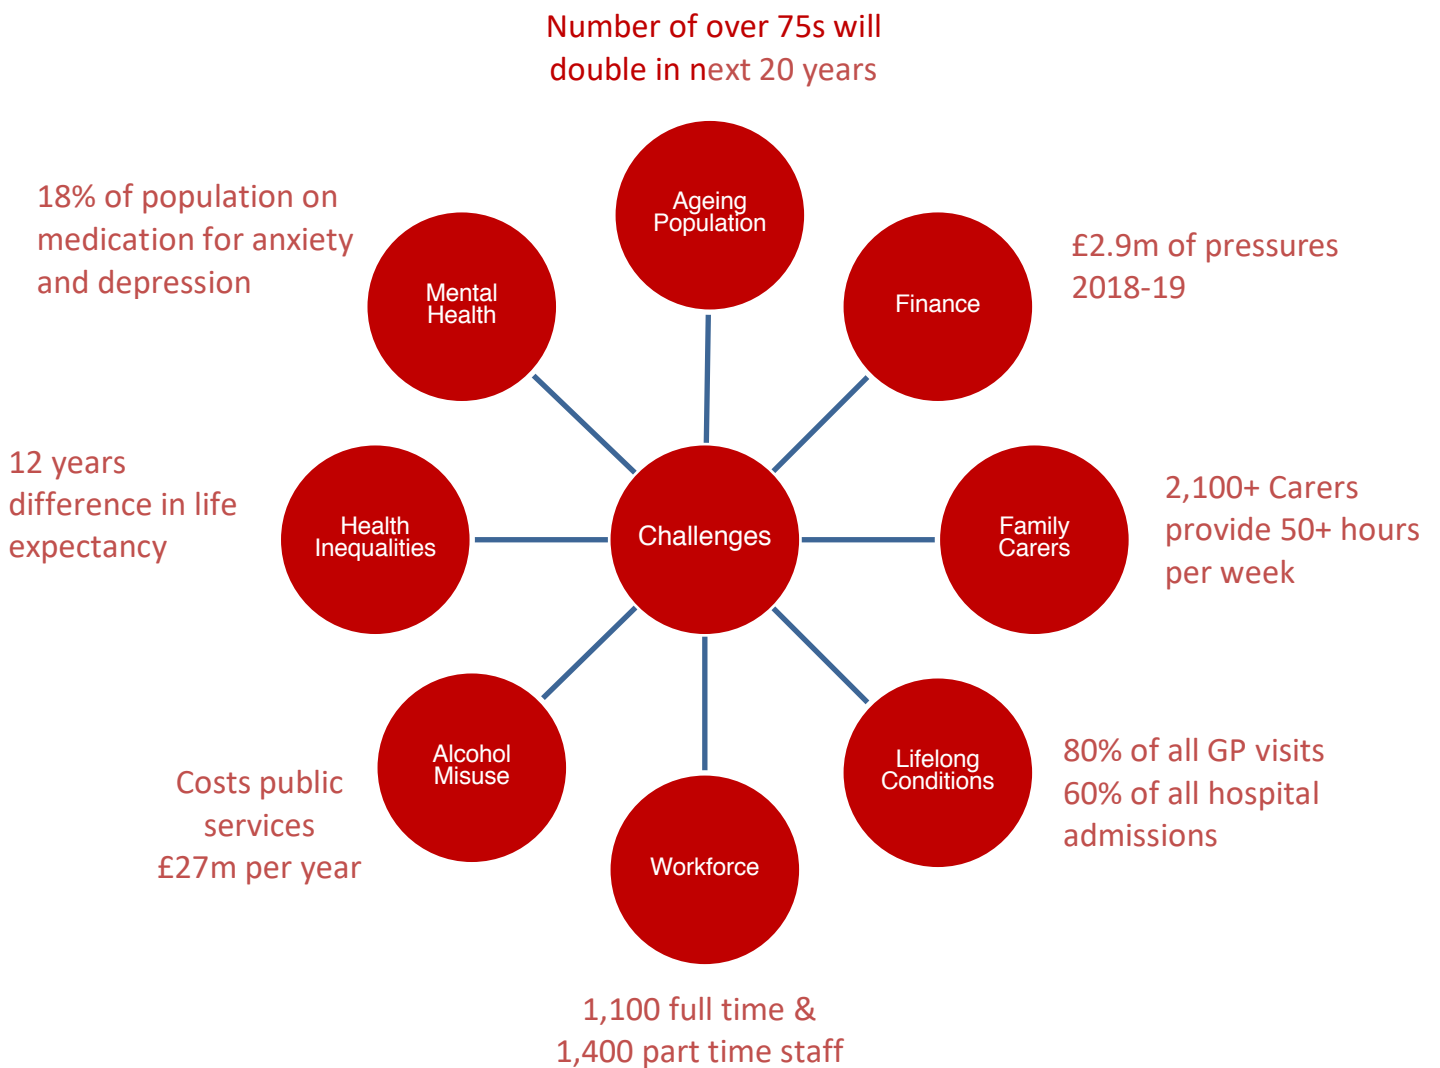 Number of over 75s will
double in next 20 years
Ageing
Population
Finance
£2.9m of pressures
2018-19
Family
Carers
2,100+ Carers
provide 50+ hours
per week
Lifelong
Conditions
80% of all GP visits
60% of all hospital
admissions
Workforce
1,100 full time &
1,400 part time staff
Alcohol
Misuse
Costs public
services
£27m per year
Health
Inequalities
12 years
difference in life
expectancy
Mental
Health
18% of population on
medication for anxiety
and depression
Challenges